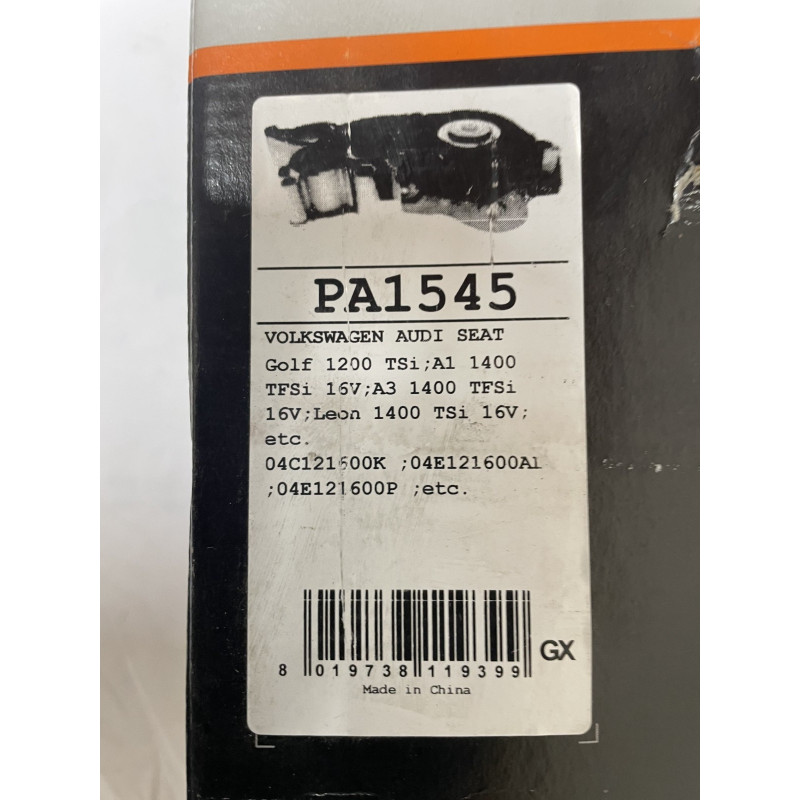 PA1545
VOLKSWAGEN AUDI SEAT
Golf 1200 TSi;A1 1400
TFSi 16V;A3 1400 TFSi
16V;Leon 1400 TSi 16V;
etc.
04C121600K ;04E121600AL
;04E121600P ;etc.
8 019738 119399
GX
Made in China